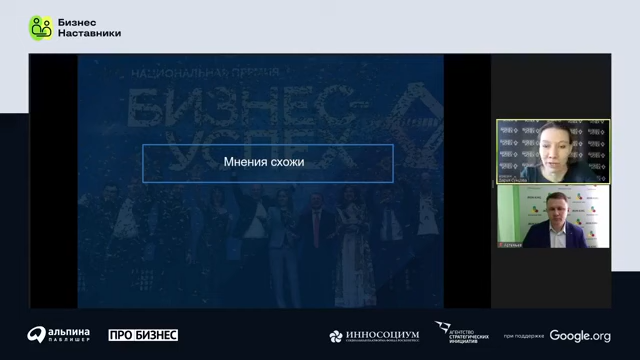 Бизнес
Наставники
НАЦИОНАЛЬНАЯ ПРЕМИЯ
БИЗНЕС-
УСПЕХ
Мнения схожи
альпина
ПАБЛИШЕР
ПРО БИЗНЕС
ИННОСОЦИУМ
АГЕНТСТВО
СТРАТЕГИЧЕСКИХ
ИНИЦИАТИВ
при поддержке
Google.org